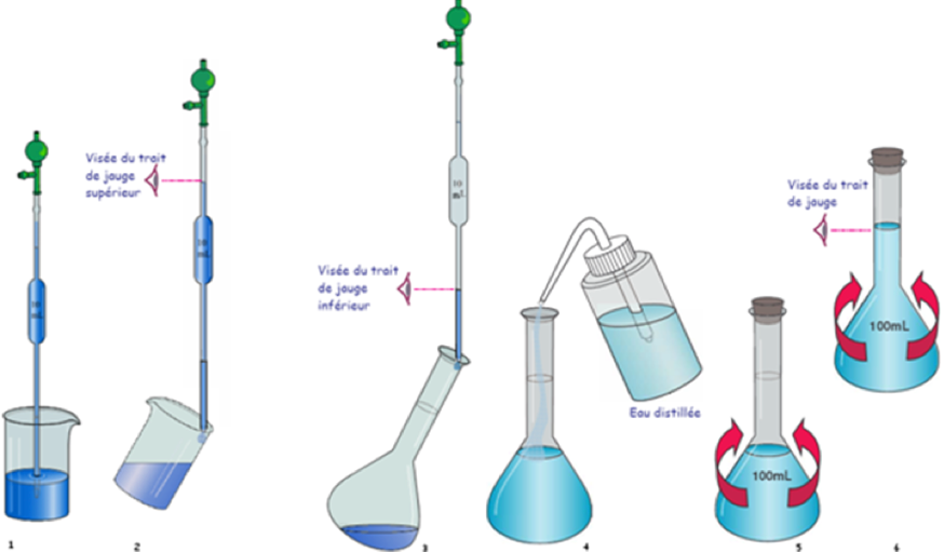 Visée du trait
de jauge
supérieur
10
mL
10
mL
Visée du trait
de jauge
inférieur
10
mL
Eau distillée
Visée du trait
de jauge
100mL
100mL
1
2
3
4
5
6